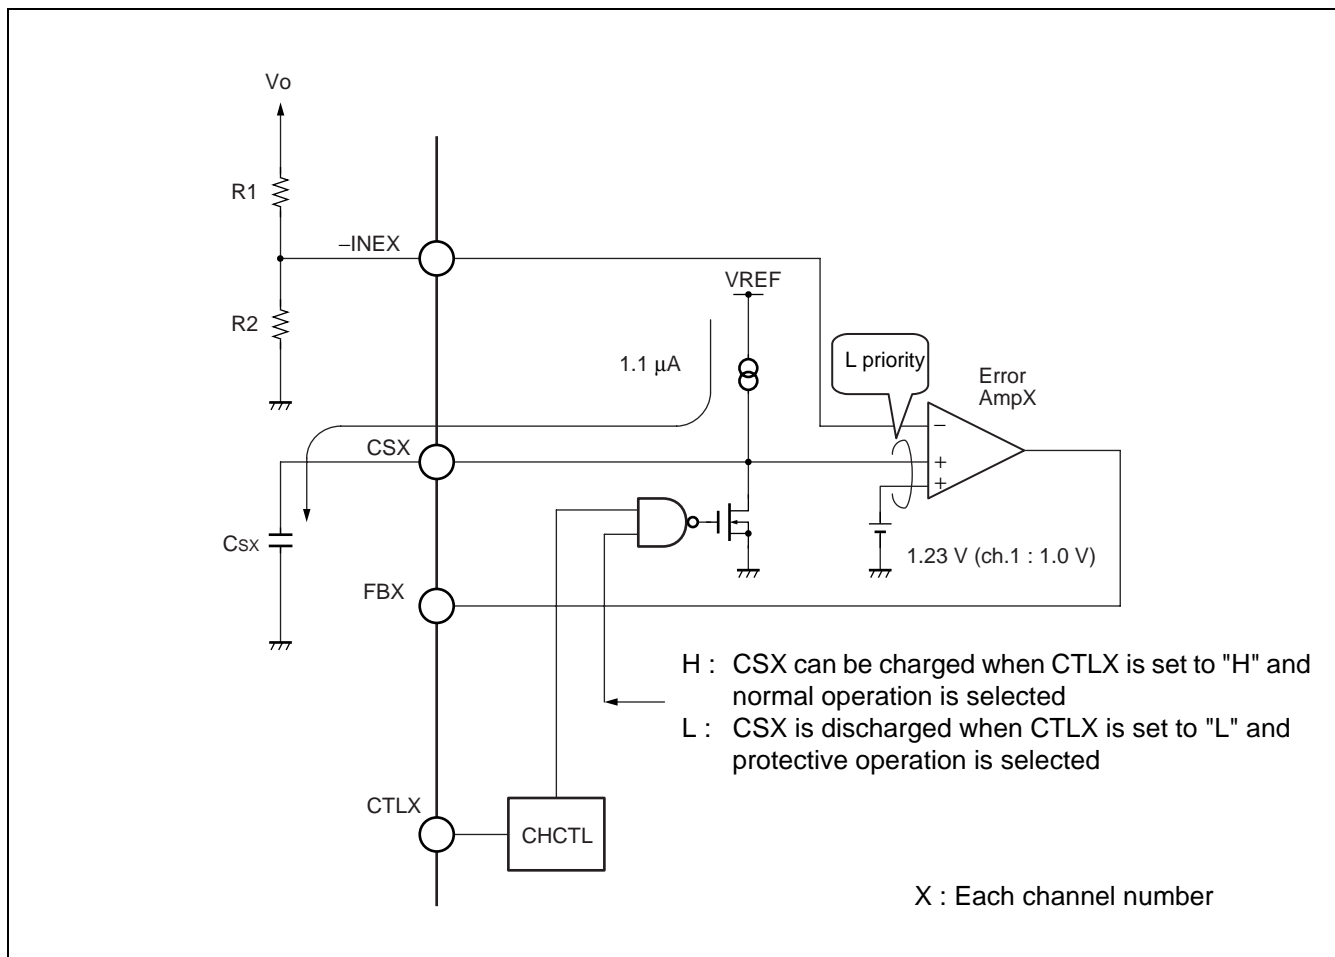 Vo
R1
–INEX
VREF
R2
1.1 µA
L priority
Error
AmpX
−
CSX
+
+
CSX
1.23 V (ch.1 : 1.0 V)
FBX
H : CSX can be charged when CTLX is set to "H" and
normal operation is selected
L : CSX is discharged when CTLX is set to "L" and
protective operation is selected
CTLX
CHCTL
X : Each channel number